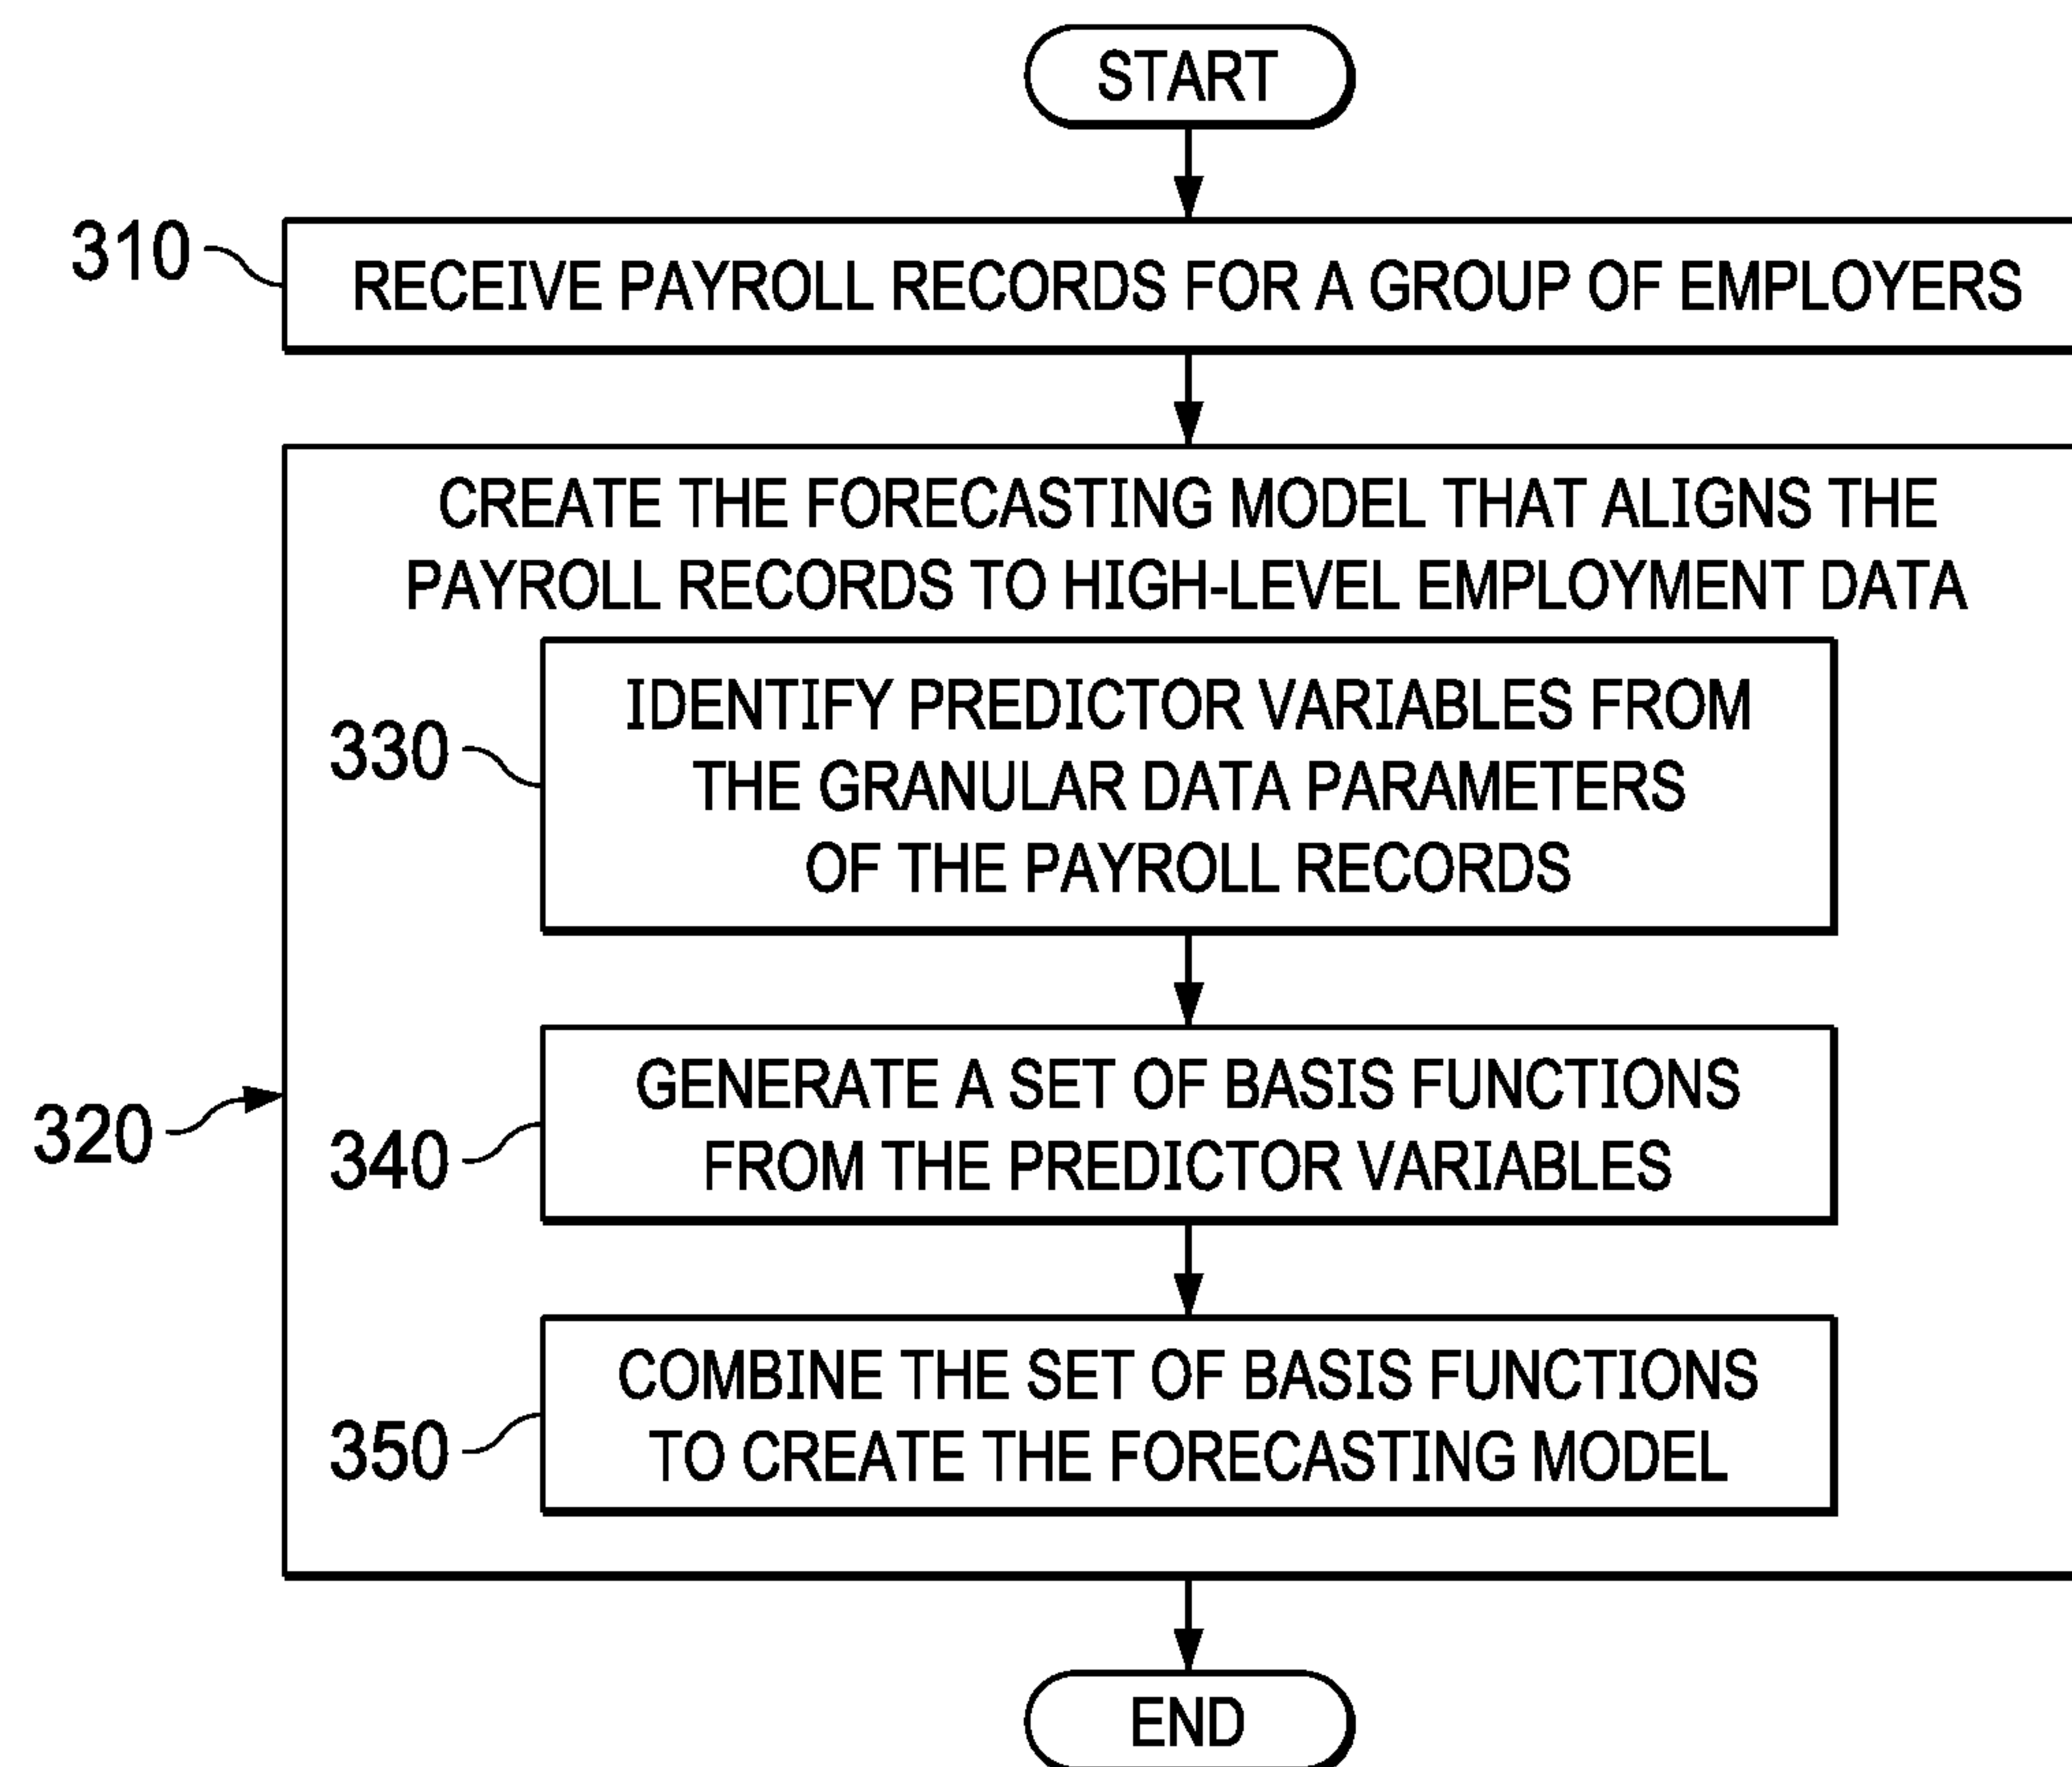 START
310
RECEIVE PAYROLL RECORDS FOR A GROUP OF EMPLOYERS
CREATE THE FORECASTING MODEL THAT ALIGNS THE
PAYROLL RECORDS TO HIGH-LEVEL EMPLOYMENT DATA
330
IDENTIFY PREDICTOR VARIABLES FROM
THE GRANULAR DATA PARAMETERS
OF THE PAYROLL RECORDS
320
340
GENERATE A SET OF BASIS FUNCTIONS
FROM THE PREDICTOR VARIABLES
350
COMBINE THE SET OF BASIS FUNCTIONS
TO CREATE THE FORECASTING MODEL
END